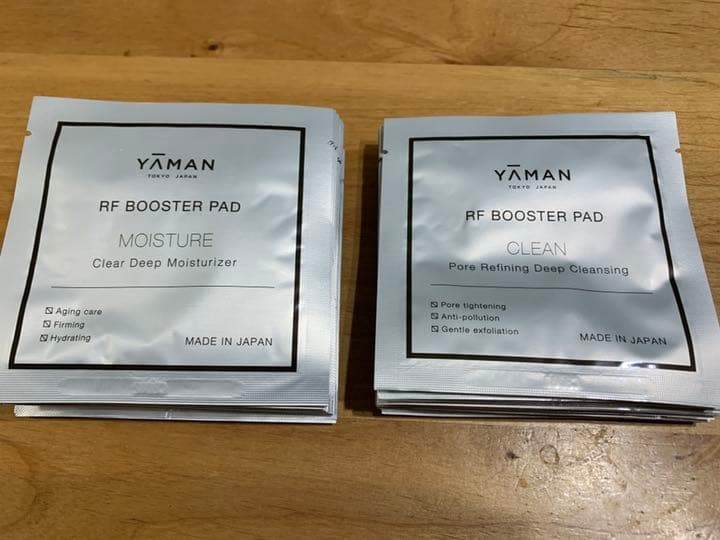 YĀMAN
TOKYO JAPAN
RF BOOSTER PAD
MOISTURE
Clear Deep Moisturizer
Aging care
Firming
Hydrating
MADE IN JAPAN
YĀMAN
TOKYO JAPAN
RF BOOSTER PAD
CLEAN
Pore Refining Deep Cleansing
Pore tightening
Anti-pollution
Gentle exfoliation
MADE IN JAPAN